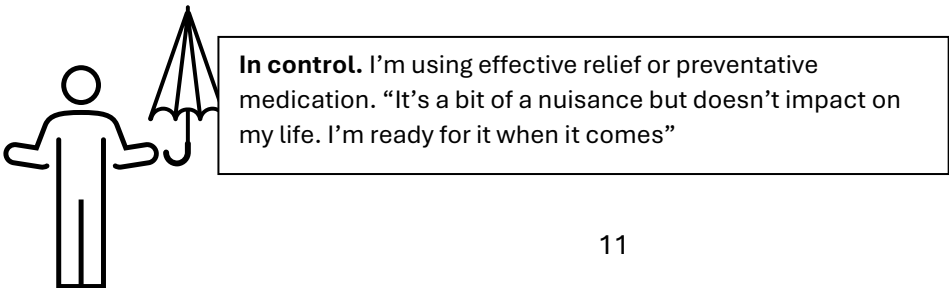 In control. I’m using effective relief or preventative
medication. “It’s a bit of a nuisance but doesn’t impact on
my life. I’m ready for it when it comes”
11